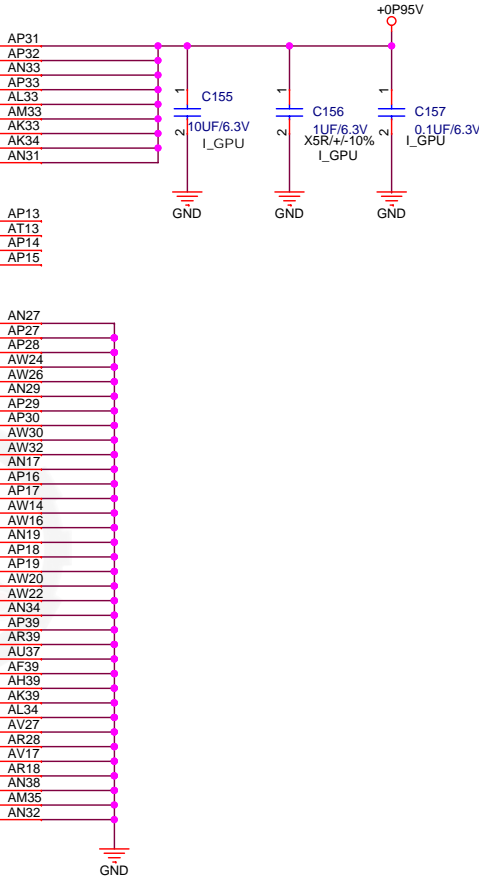 +0P95V
AP31
AP32
AN33
AP33
AL33
AM33
AK33
AK34
AN31
1
2
C155
10UF/6.3V
I_GPU
1
2
C156
1UF/6.3V
X5R/+/-10%
I_GPU
1
2
C157
0.1UF/6.3V
I_GPU
GND
GND
GND
AP13
AT13
AP14
AP15
AN27
AP27
AP28
AW24
AW26
AN29
AP29
AP30
AW30
AW32
AN17
AP16
AP17
AW14
AW16
AN19
AP18
AP19
AW20
AW22
AN34
AP39
AR39
AU37
AF39
AH39
AK39
AL34
AV27
AR28
AV17
AR18
AN38
AM35
AN32
GND